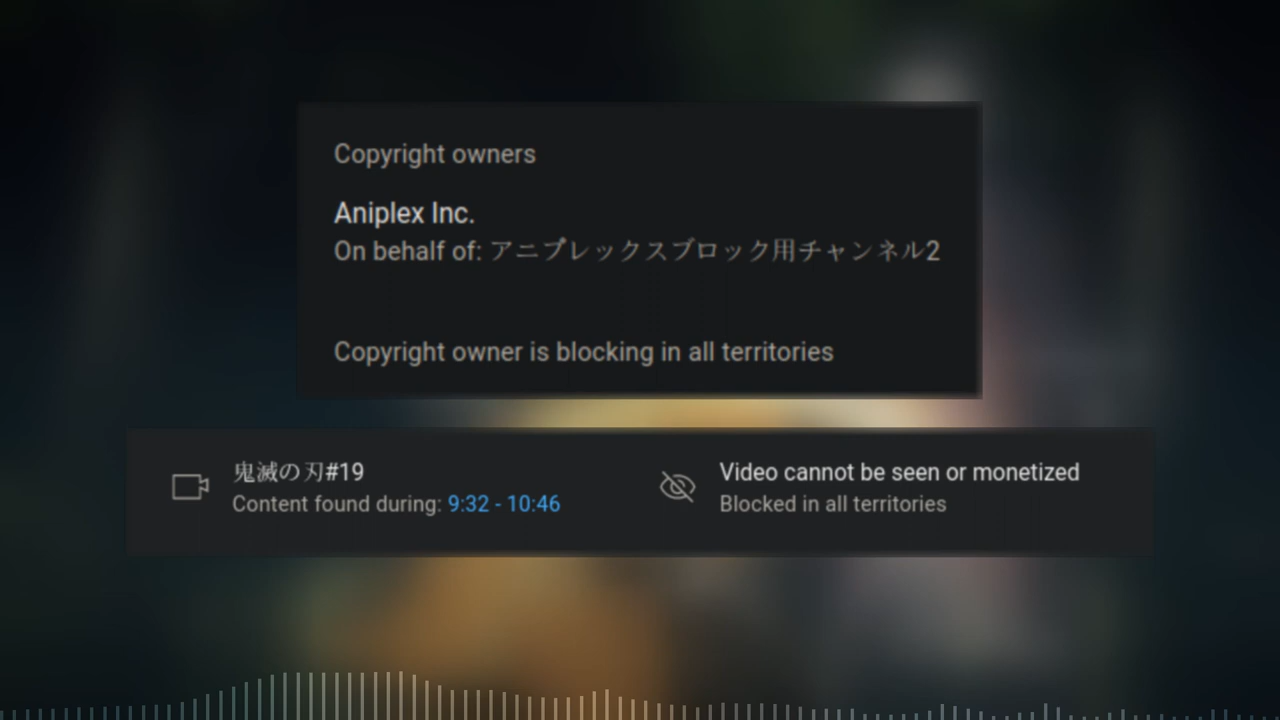 Copyright owners
Aniplex Inc.
On behalf of: アニプレックスブロック用チャンネル2
Copyright owner is blocking in all territories
鬼滅の刃#19
Content found during: 9:32 - 10:46
Video cannot be seen or monetized
Blocked in all territories